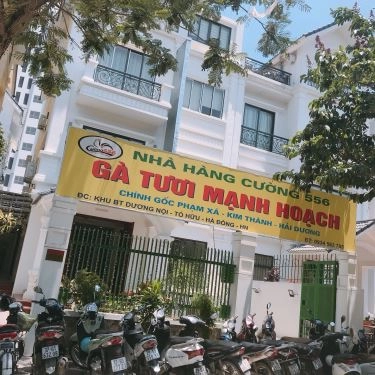 NHÀ HÀNG CƯỜNG 556
GÀ TƯƠI MẠNH HOẠCH
CHÍNH GỐC PHẠM XÁ - KIM THÀNH - HẢI DƯƠNG
ĐC: KHU BT DƯƠNG NỘI - TỐ HỮU - HÀ ĐÔNG - HN